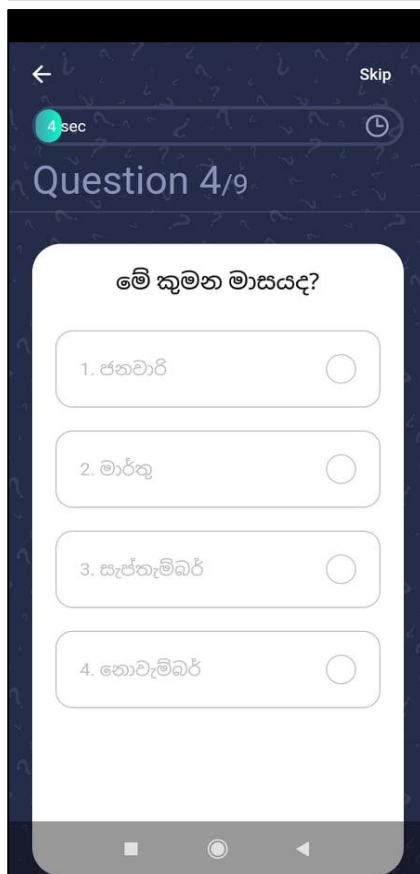 Skip
4 sec
Question 4/9
මේ කුමන මාසයද?
1. ජනවාරි
2. මාර්තු
3. සැප්තැම්බර්
4. නොවැම්බර්